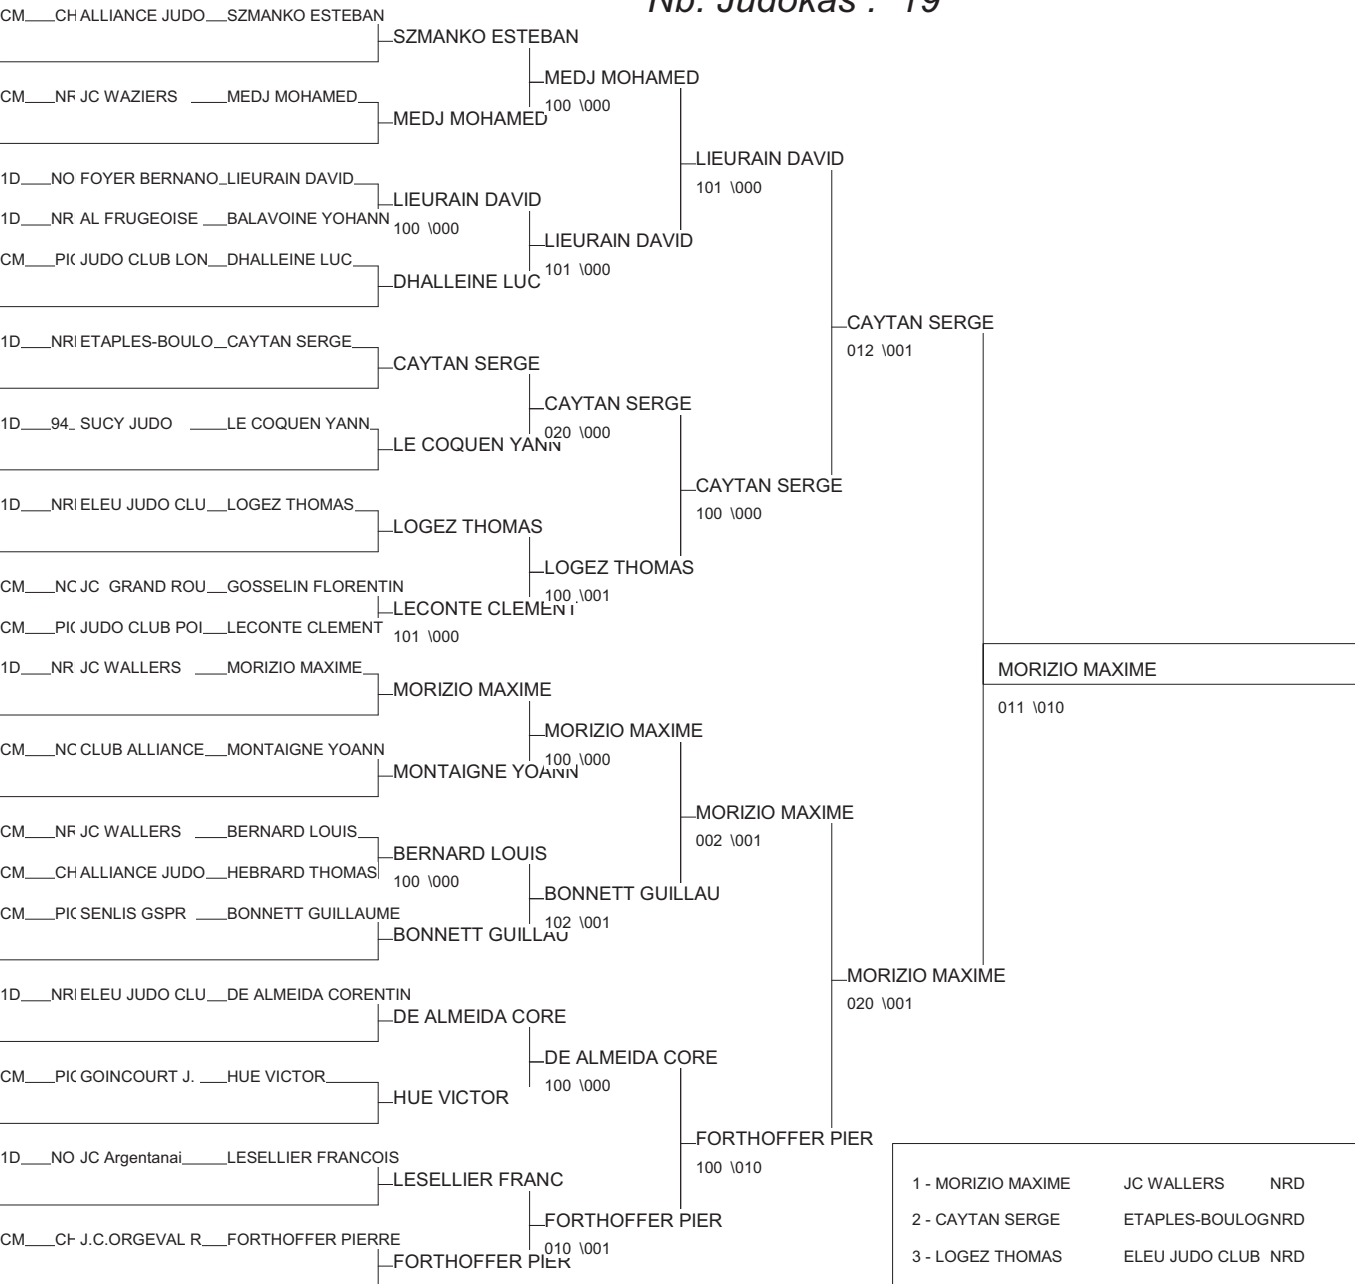 Nb. Judokas : 19
CM CH ALLIANCE JUDO SZMANKO ESTEBAN
SZMANKO ESTEBAN
MEDJ MOHAMED
100 \000
CM NR JC WAZIERS MEDJ MOHAMED
MEDJ MOHAMED
LIEURAIN DAVID
101 \000
1D NO FOYER BERNANO LIEURAIN DAVID
LIEURAIN DAVID
100 \000
1D NR AL FRUGEOISE BALAVOINE YOHANN
LIEURAIN DAVID
101 \000
CM PI( JUDO CLUB LON DHALLEINE LUC
DHALLEINE LUC
CAYTAN SERGE
012 \001
1D NR ETAPLES-BOULO CAYTAN SERGE
CAYTAN SERGE
CAYTAN SERGE
020 \000
1D 94 SUCY JUDO LE COQUEN YANN
LE COQUEN YANN
CAYTAN SERGE
100 \000
1D NR ELEU JUDO CLU LOGEZ THOMAS
LOGEZ THOMAS
LOGEZ THOMAS
100 \001
CM NC JC GRAND ROU GOSSELIN FLORENTIN
LECONTE CLEMENT
101 \000
CM PI( JUDO CLUB POI LECONTE CLEMENT
MORIZIO MAXIME
011 \010
1D NR JC WALLERS MORIZIO MAXIME
MORIZIO MAXIME
MORIZIO MAXIME
100 \000
CM NC CLUB ALLIANCE MONTAIGNE YOANN
MONTAIGNE YOANN
MORIZIO MAXIME
002 \001
CM NR JC WALLERS BERNARD LOUIS
BERNARD LOUIS
100 \000
CM CH ALLIANCE JUDO HEBRARD THOMAS
BONNETT GUILLAU
102 \001
CM PI( SENLIS GSPR BONNETT GUILLAUME
BONNETT GUILLAU
MORIZIO MAXIME
020 \001
1D NR ELEU JUDO CLU DE ALMEIDA CORENTIN
DE ALMEIDA CORE
DE ALMEIDA CORE
100 \000
CM PI( GOINCOURT J. HUE VICTOR
HUE VICTOR
FORTHOFFER PIER
100 \010
1D NO JC Argentanai LESELLIER FRANCOIS
LESELLIER FRANC
FORTHOFFER PIER
010 \001
CM CH J.C.ORGEVAL R FORTHOFFER PIERRE
FORTHOFFER PIER
1 - MORIZIO MAXIME JC WALLERS NRD
2 - CAYTAN SERGE ETAPLES-BOULOGNRD
3 - LOGEZ THOMAS ELEU JUDO CLUB NRD